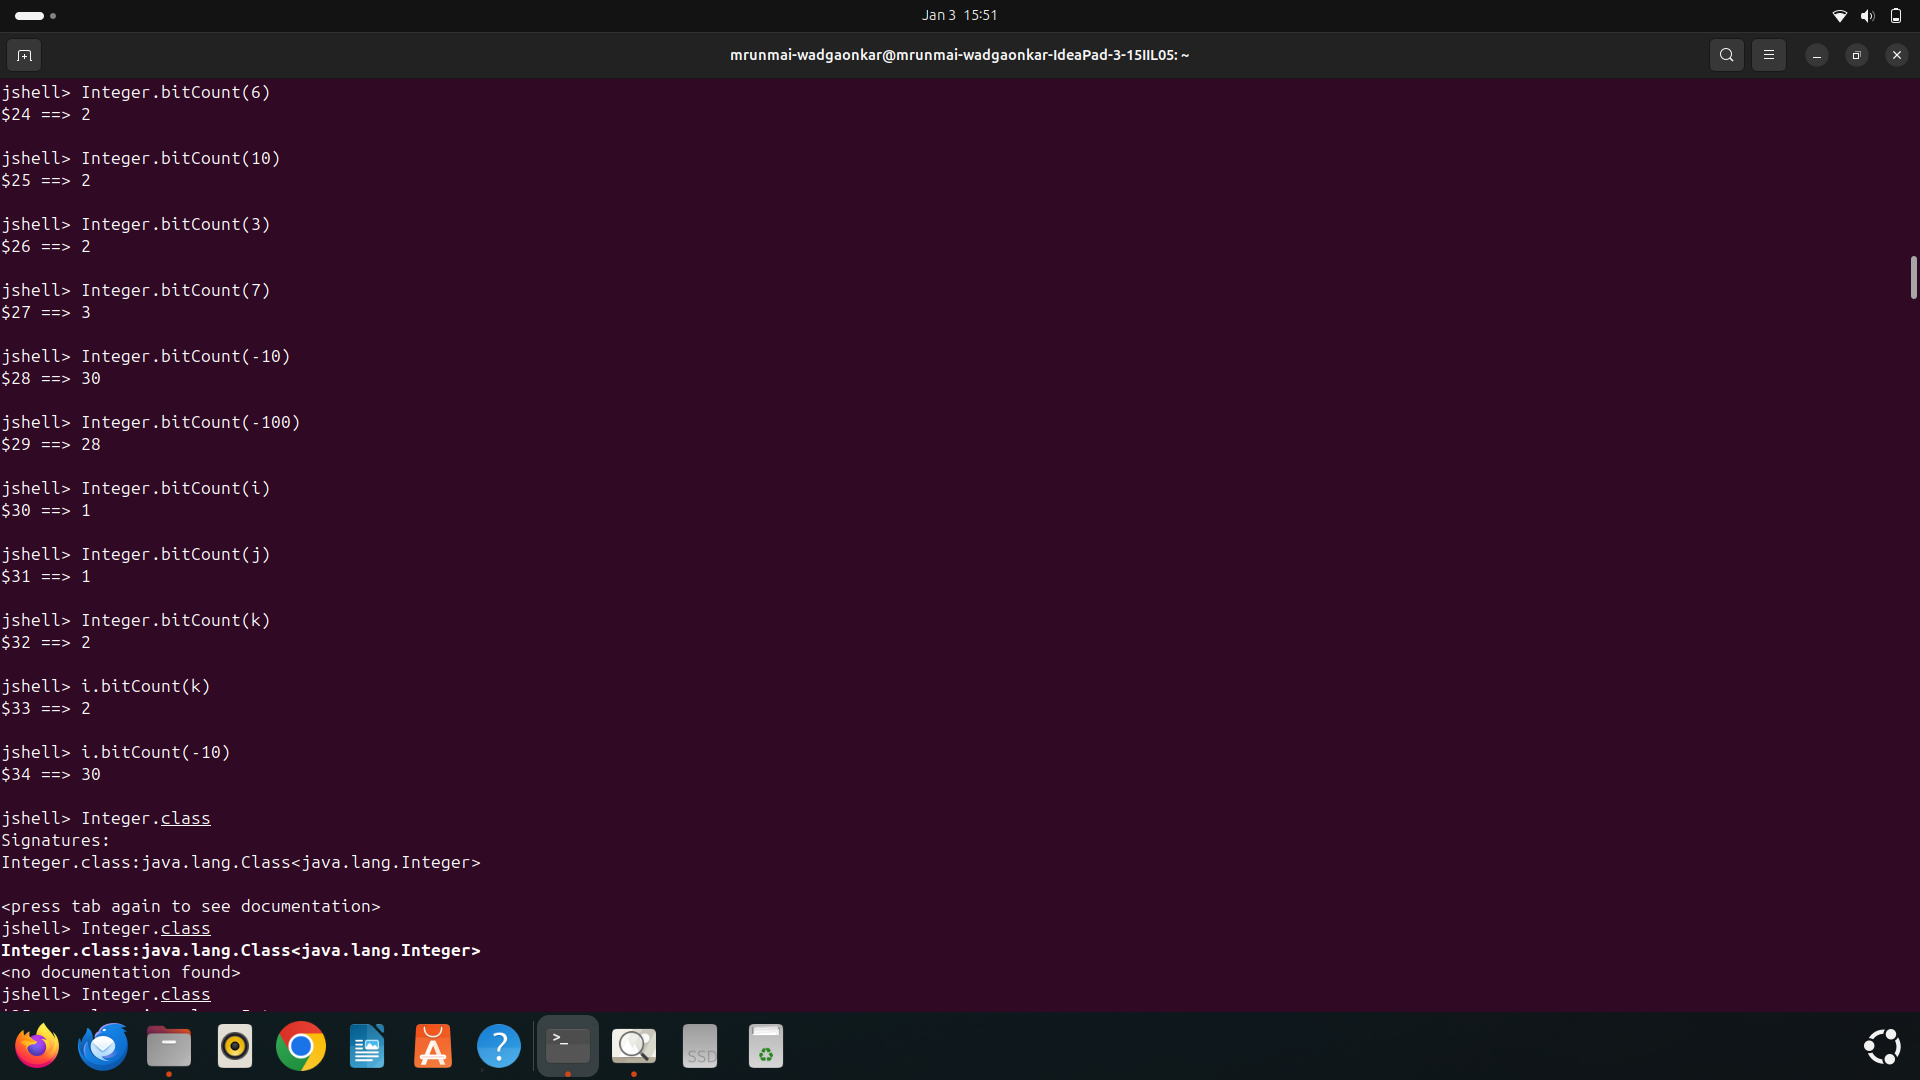 Jan 3 15:51
mrunmai-wadgaonkar@mrunmai-wadgaonkar-IdeaPad-3-15IIL05: ~
jshell> Integer.bitCount(6)
$24 ==> 2
jshell> Integer.bitCount(10)
$25 ==> 2
jshell> Integer.bitCount(3)
$26 ==> 2
jshell> Integer.bitCount(7)
$27 ==> 3
jshell> Integer.bitCount(-10)
$28 ==> 30
jshell> Integer.bitCount(-100)
$29 ==> 28
jshell> Integer.bitCount(i)
$30 ==> 1
jshell> Integer.bitCount(j)
$31 ==> 1
jshell> Integer.bitCount(k)
$32 ==> 2
jshell> i.bitCount(k)
$33 ==> 2
jshell> i.bitCount(-10)
$34 ==> 30
jshell> Integer.class
Signatures:
Integer.class:java.lang.Class<java.lang.Integer>
<press tab again to see documentation>
jshell> Integer.class
Integer.class:java.lang.Class<java.lang.Integer>
<no documentation found>
jshell> Integer.class
>_
SSD